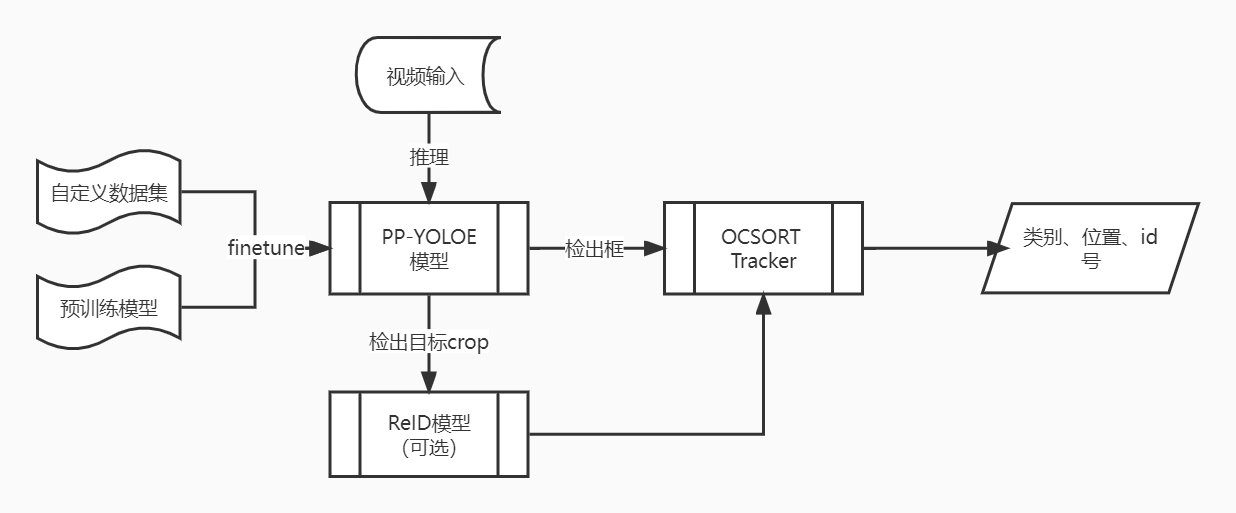 视频输入
推理
自定义数据集
finetune
预训练模型
PP-YOLOE
模型
检出框
OCSORT
Tracker
类别、位置、id
号
检出目标crop
ReID模型
（可选）